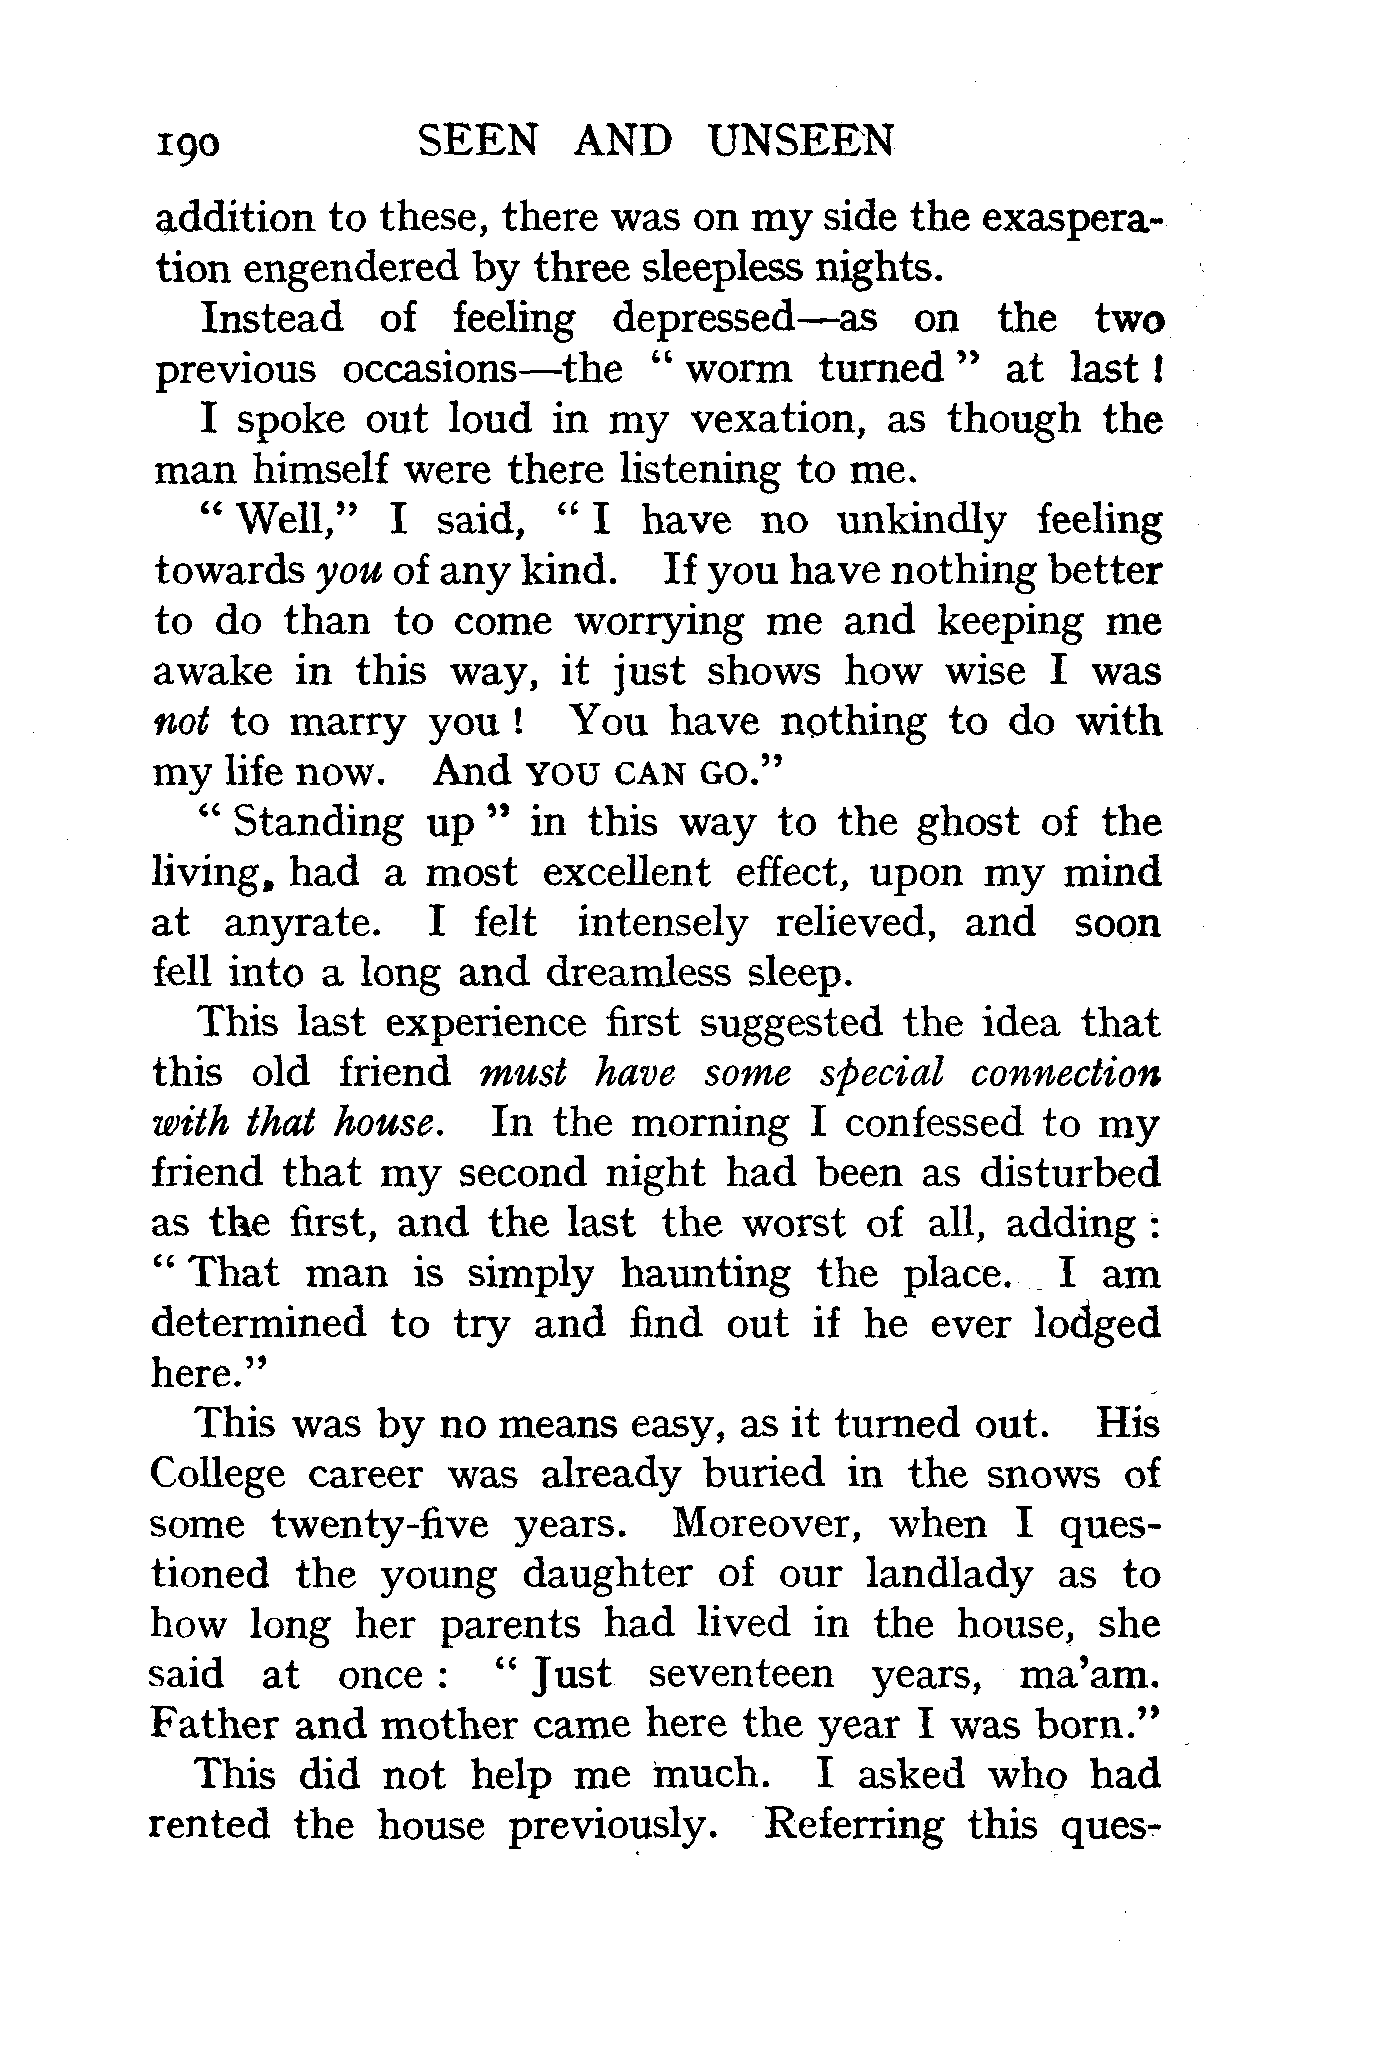 190 SEEN AND UNSEEN
addition to these, there was on my side the exaspera-
tion engendered by three sleepless nights.
Instead of feeling depressed—as on the two
previous occasions—the “ worm turned ” at last !
I spoke out loud in my vexation, as though the
man himself were there listening to me.
“ Well,” I said, “ I have no unkindly feeling
towards you of any kind. If you have nothing better
to do than to come worrying me and keeping me
awake in this way, it just shows how wise I was
not to marry you ! You have nothing to do with
my life now. And YOU CAN GO.”
“ Standing up ” in this way to the ghost of the
living, had a most excellent effect, upon my mind
at anyrate. I felt intensely relieved, and soon
fell into a long and dreamless sleep.
This last experience first suggested the idea that
this old friend must have some special connection
with that house. In the morning I confessed to my
friend that my second night had been as disturbed
as the first, and the last the worst of all, adding :
“ That man is simply haunting the place. I am
determined to try and find out if he ever lodged
here.”
This was by no means easy, as it turned out. His
College career was already buried in the snows of
some twenty-five years. Moreover, when I ques-
tioned the young daughter of our landlady as to
how long her parents had lived in the house, she
said at once : “ Just seventeen years, ma’am.
Father and mother came here the year I was born.”
This did not help me much. I asked who had
rented the house previously. Referring this ques-